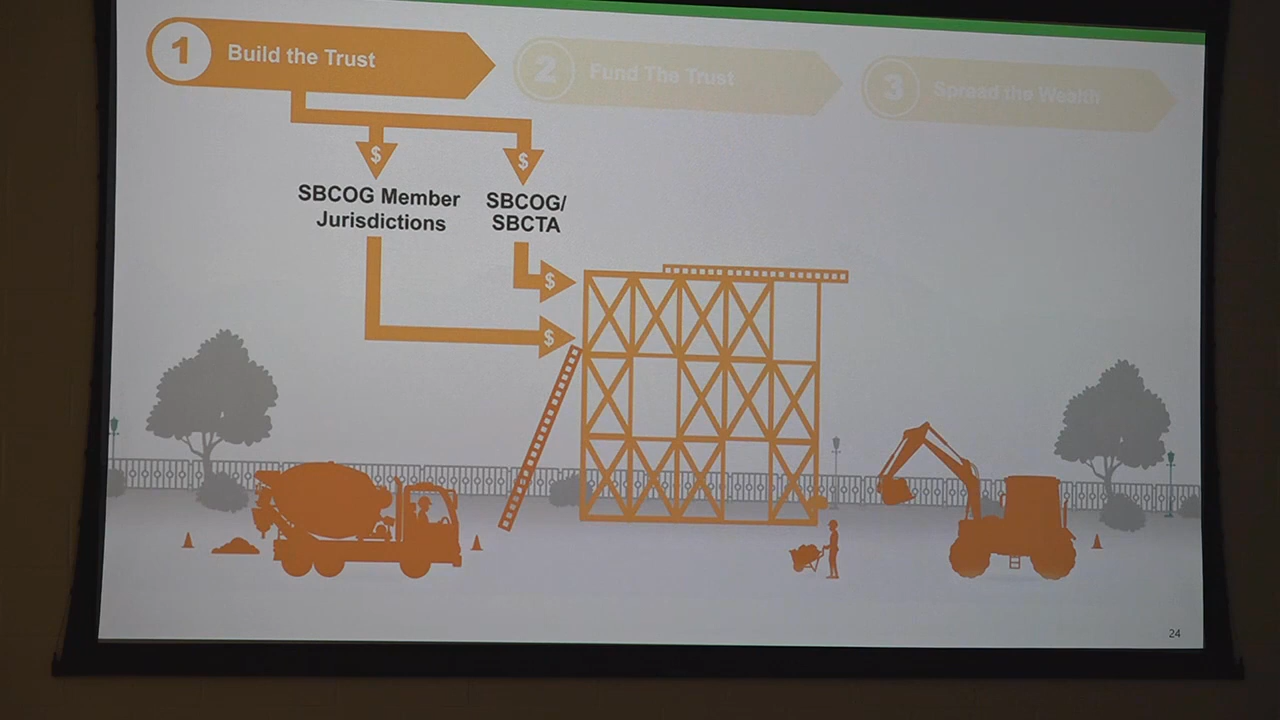 1 Build the Trust
2 Fund The Trust
3 Spread the Wealth
$ $
SBCOG Member
Jurisdictions
SBCOG/
SBCTA
$
$
24